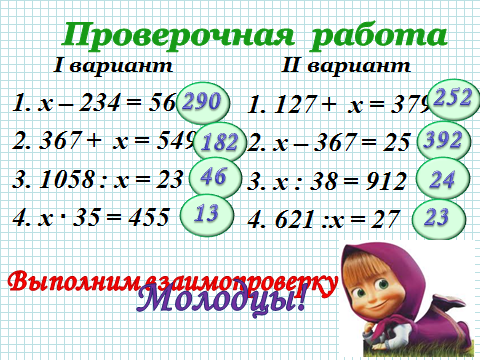 Проверочная работа
I вариант
1. х – 234 = 56 290
2. 367 + х = 549 182
3. 1058 : х = 23 46
4. х · 35 = 455 13
II вариант
1. 127 + х = 379 252
2. х – 367 = 25 392
3. х : 38 = 912 24
4. 621 :х = 27 23
Выполним взаимопроверку
Молодцы!